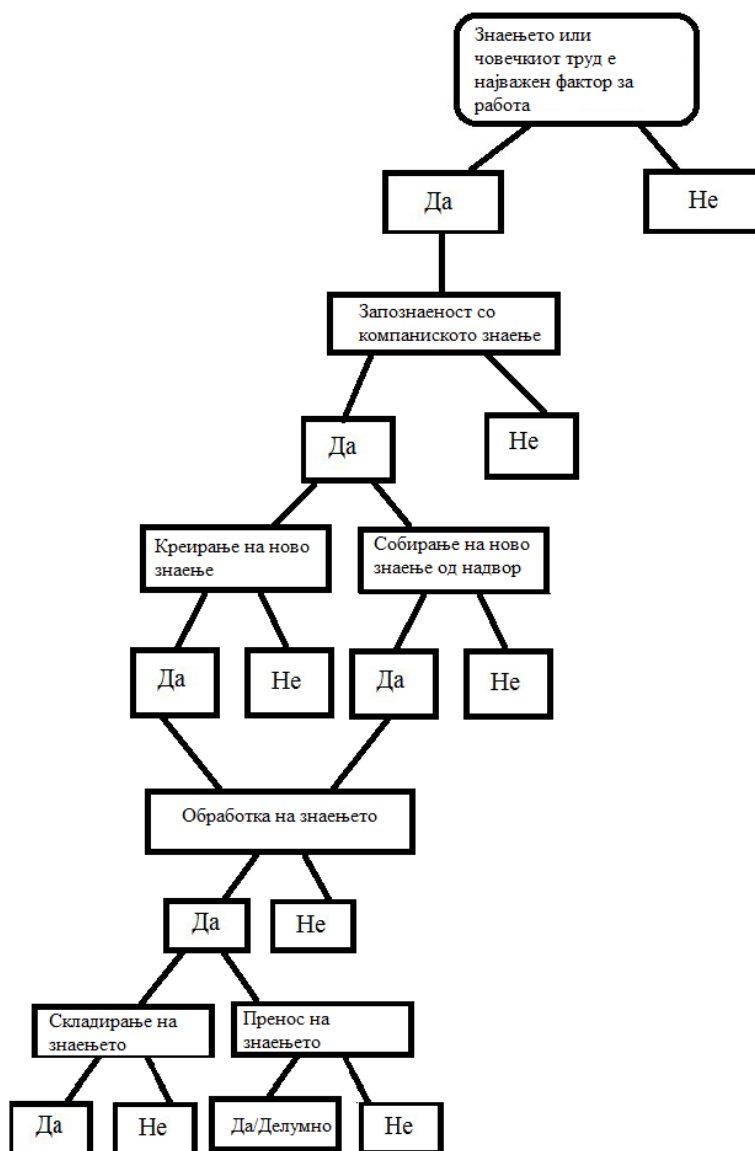 Знаењето или
човечкиот труд е
најважен фактор за
работа
Да
Не
Запознаеност со
компаниското знаење
Да
Не
Креирање на ново
знаење
Собирање на ново
знаење од надвор
Да
Не
Да
Не
Обработка на знаењето
Да
Не
Складирање на
знаењето
Пренос на
знаењето
Да
Не
Да/Делумно
Не